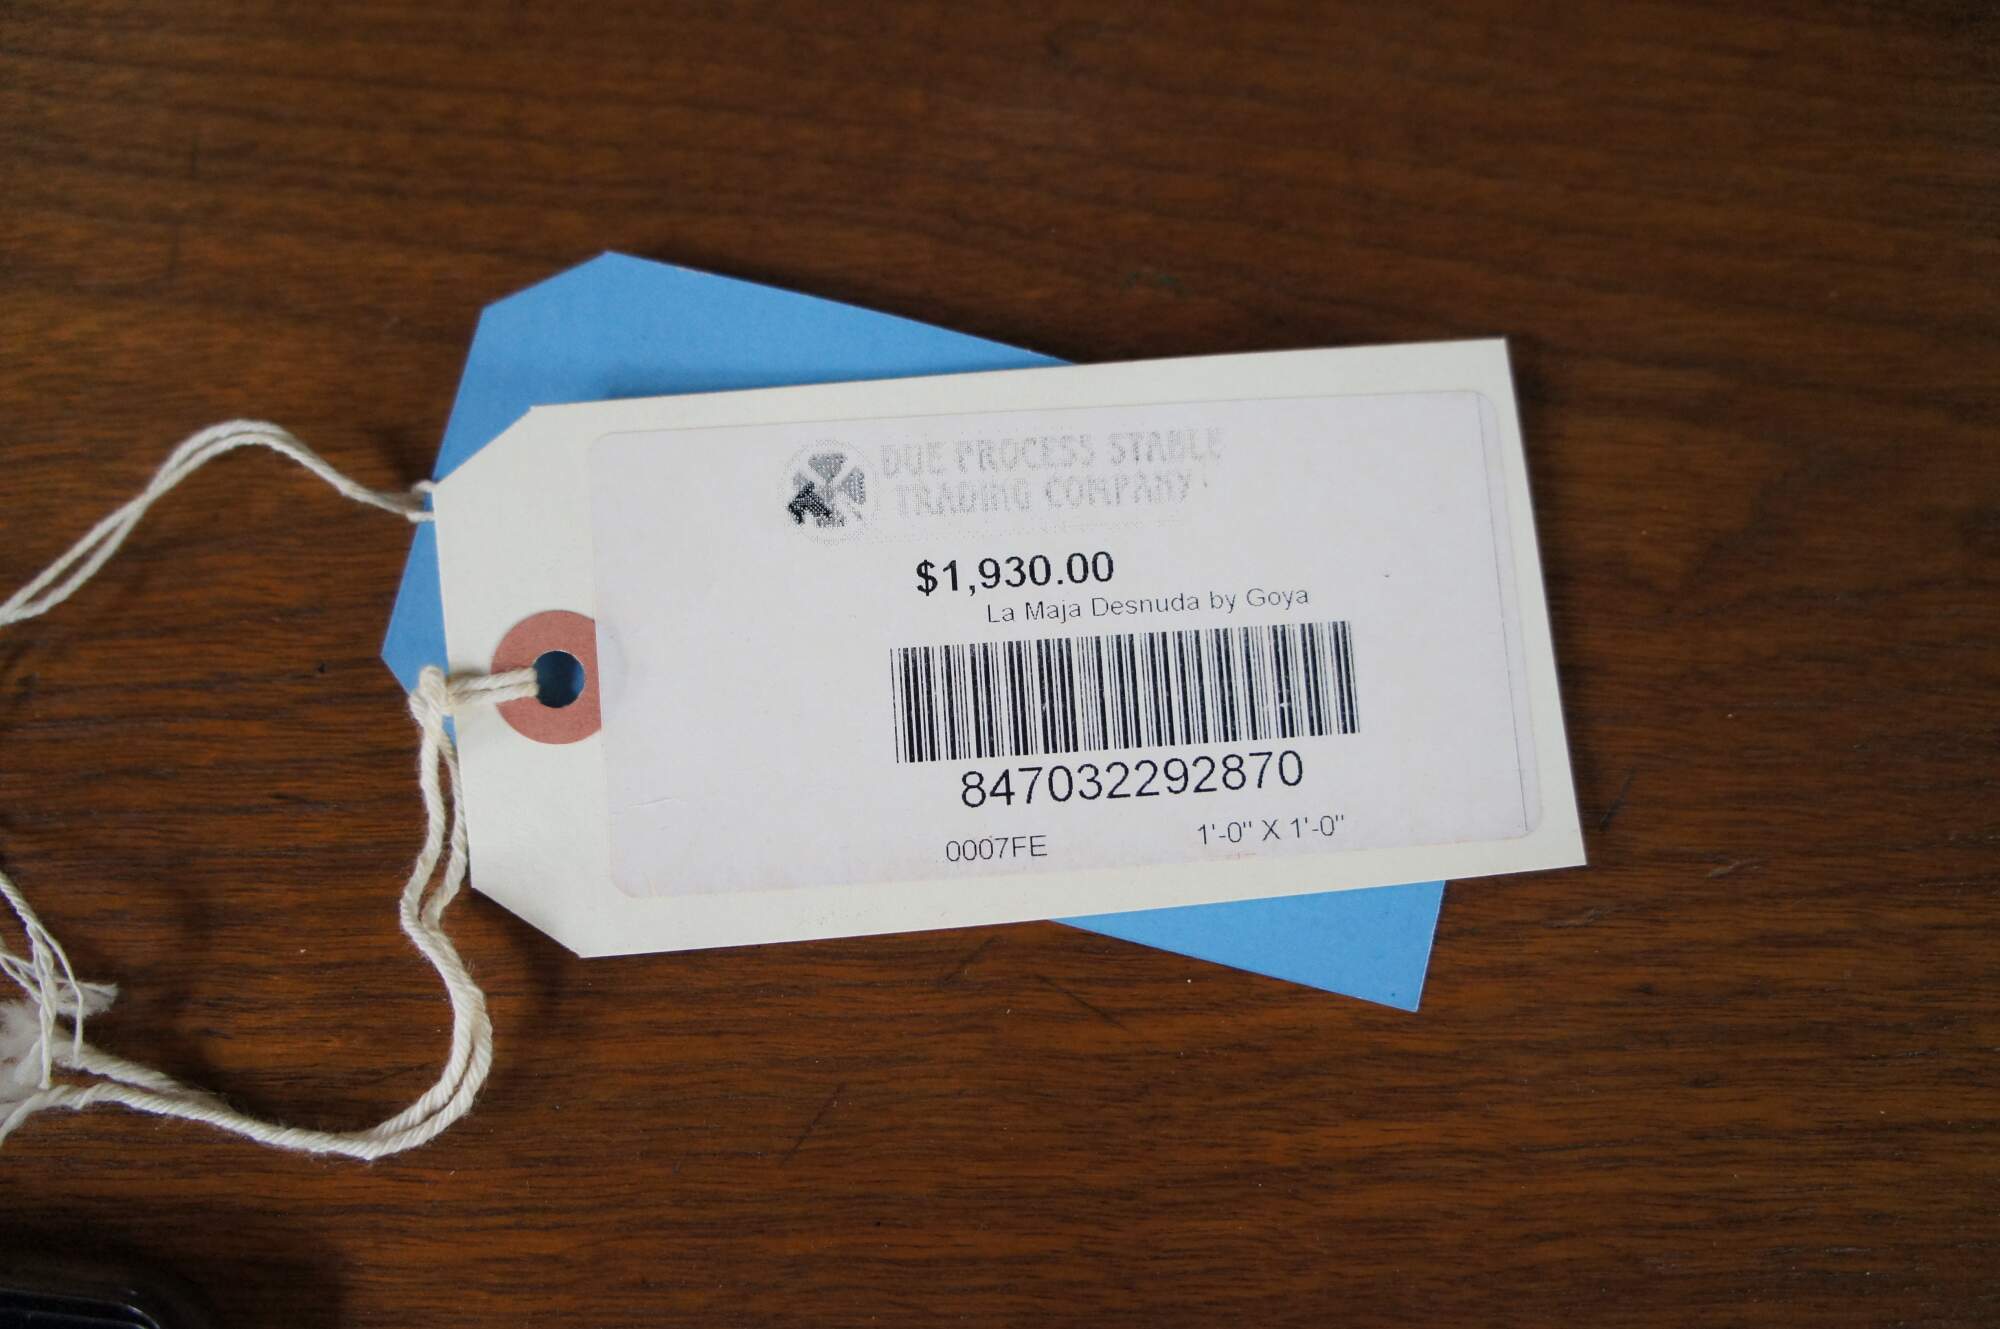 DUE PROCESS STABLE
TRADING COMPANY
$1,930.00
La Maja Desnuda by Goya
847032292870
0007FE 1'-0" X 1'-0"